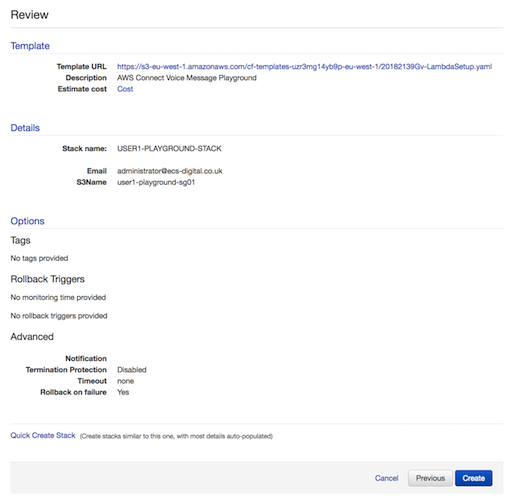 Review
Template
Template URL https://s3-eu-west-1.amazonaws.com/cf-templates-uzr3mg14yb9p-eu-west-1/20182139Gv-LambdaSetup.yaml
Description AWS Connect Voice Message Playground
Estimate cost Cost
Details
Stack name: USER1-PLAYGROUND-STACK
Email administrator@ecs-digital.co.uk
S3Name user1-playground-sg01
Options
Tags
No tags provided
Rollback Triggers
No monitoring time provided
No rollback triggers provided
Advanced
Notification
Termination Protection Disabled
Timeout none
Rollback on failure Yes
Quick Create Stack (Create stacks similar to this one, with most details auto-populated)
Cancel Previous Create